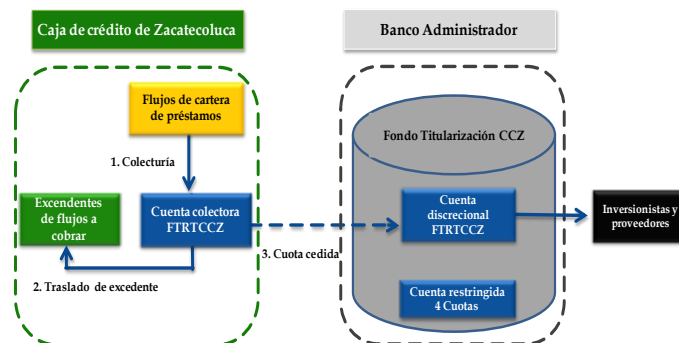 Caja de crédito de Zacatecoluca
Banco Administrador
Flujos de cartera
de préstamos
Fondo Titularización CCZ
1. Colecturía
Excendentes
de flujos a
cobrar
Cuenta colectora
FTRTCCZ
Cuenta
discrecional
FTRTCCZ
Inversionistas y
proveedores
3. Cuota cedida
2. Traslado de excedente
Cuenta restringida
4 Cuotas